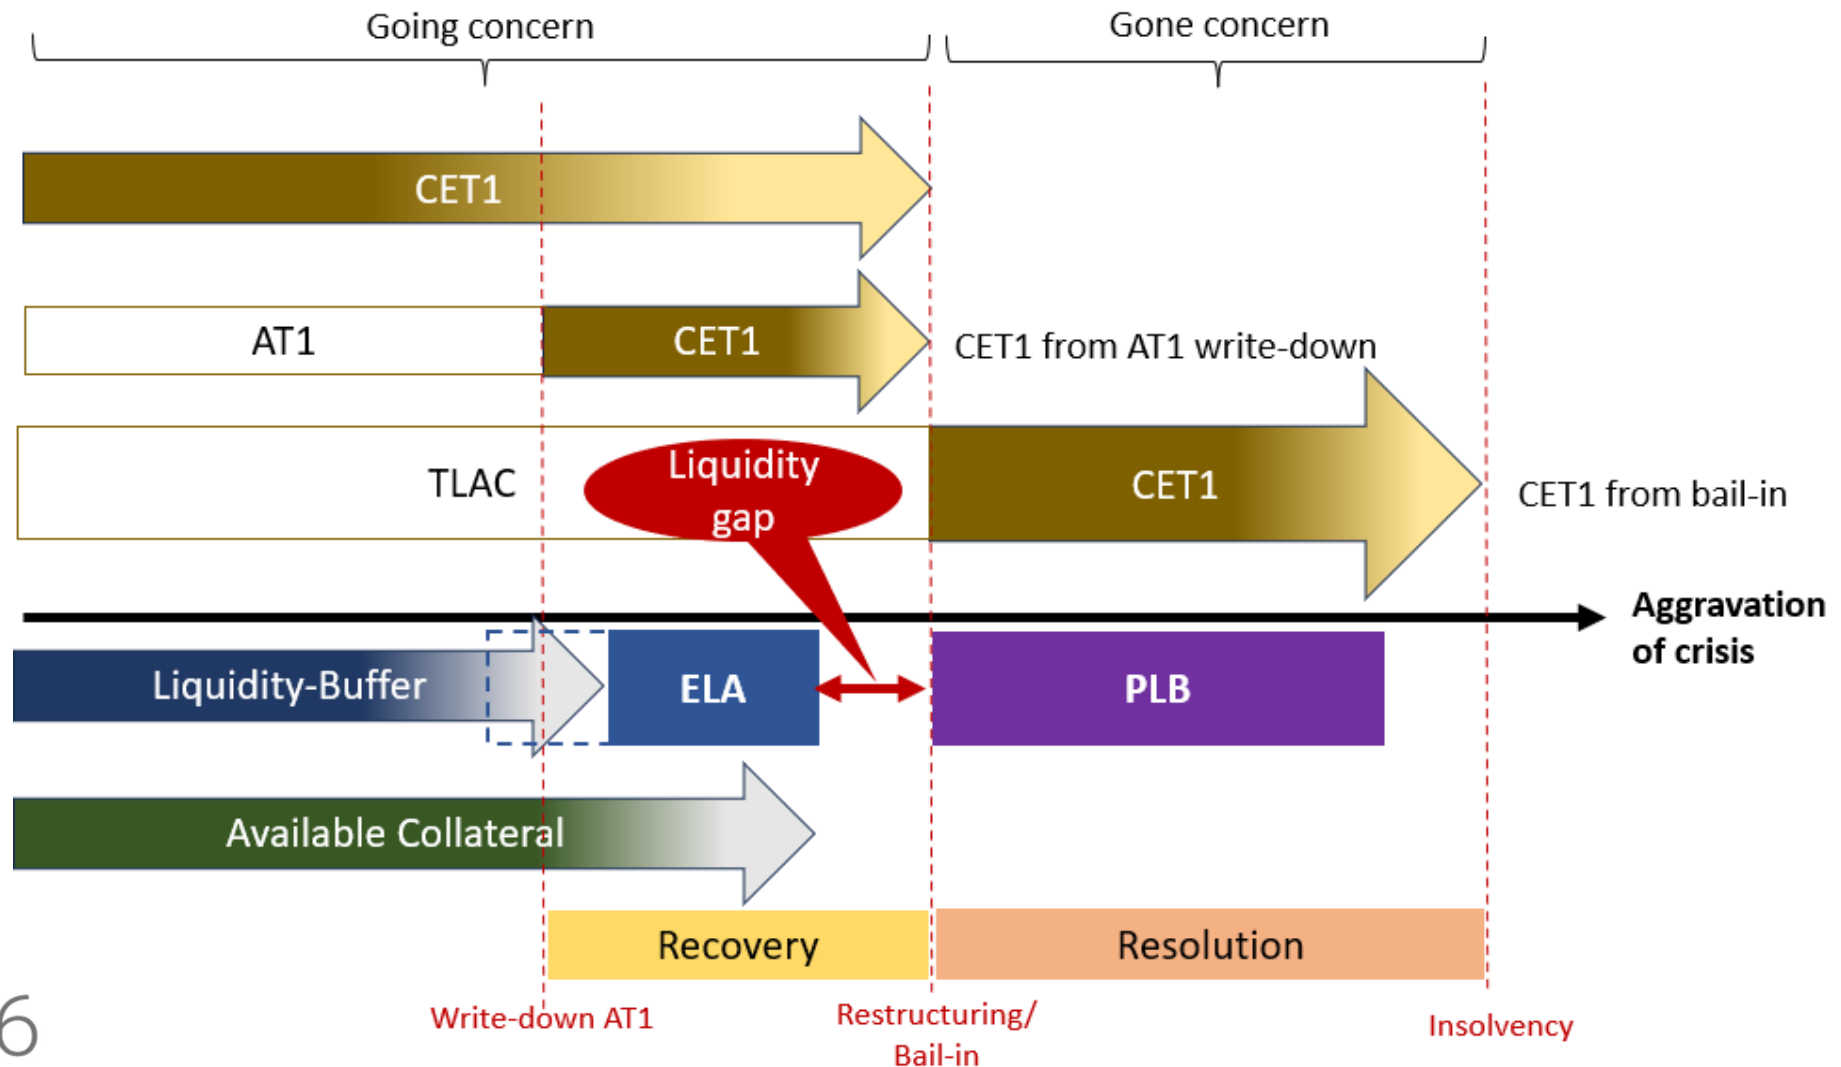 Going concern
Gone concern
CET1
AT1
CET1
CET1 from AT1 write-down
TLAC
Liquidity
gap
CET1
CET1 from bail-in
Aggravation
of crisis
Liquidity-Buffer
ELA
PLB
Available Collateral
Recovery
Resolution
Write-down AT1
Restructuring/
Bail-in
Insolvency
6